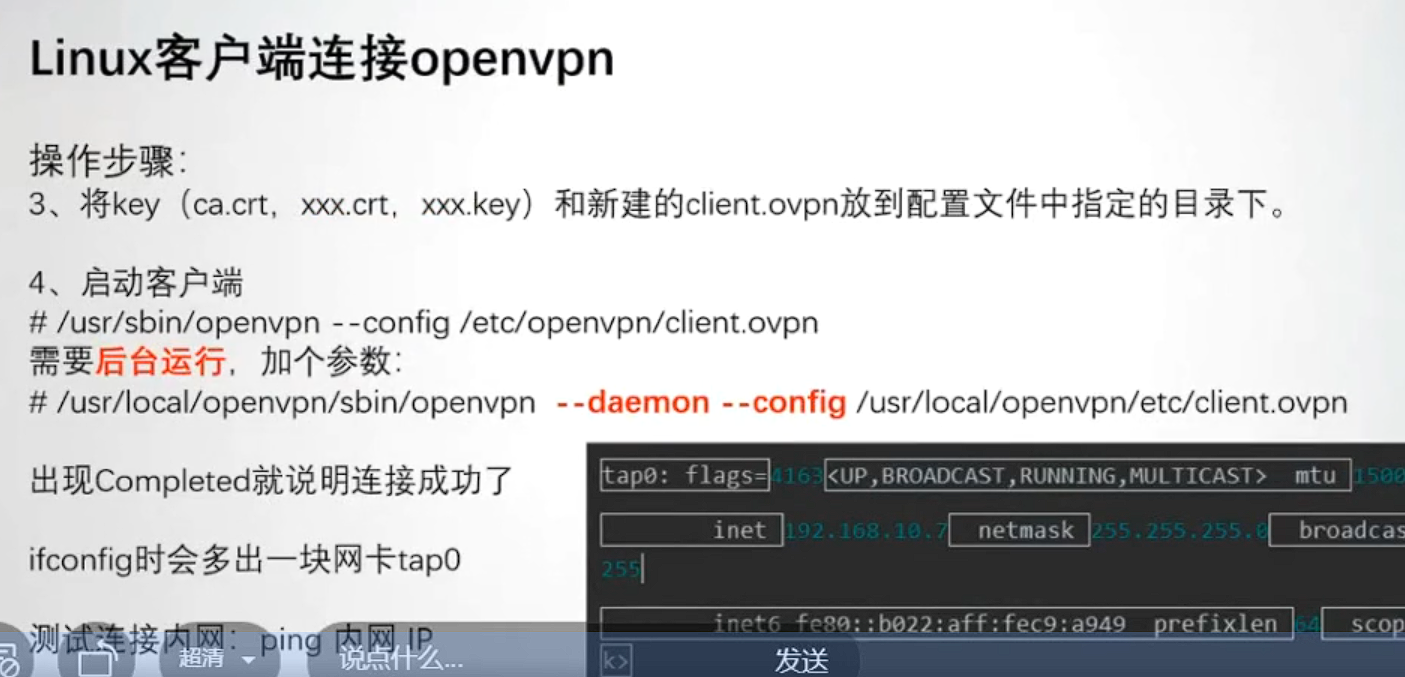 Linux客户端连接openvpn
操作步骤：
3、将key（ca.crt，xxx.crt，xxx.key）和新建的client.ovpn放到配置文件中指定的目录下。
4、启动客户端
# /usr/sbin/openvpn --config /etc/openvpn/client.ovpn
需要后台运行，加个参数：
# /usr/local/openvpn/sbin/openvpn --daemon --config /usr/local/openvpn/etc/client.ovpn
出现Completed就说明连接成功了
ifconfig时会多出一块网卡tap0
测试连接内网：ping 内网 IP
tap0: flags=4163<UP,BROADCAST,RUNNING,MULTICAST> mtu 1500
inet 192.168.10.7 netmask 255.255.255.0 broadcas
255
inet6 fe80::b022:aff:fec9:a949 prefixlen 64 scop
k>
超清 说点什么... 发送